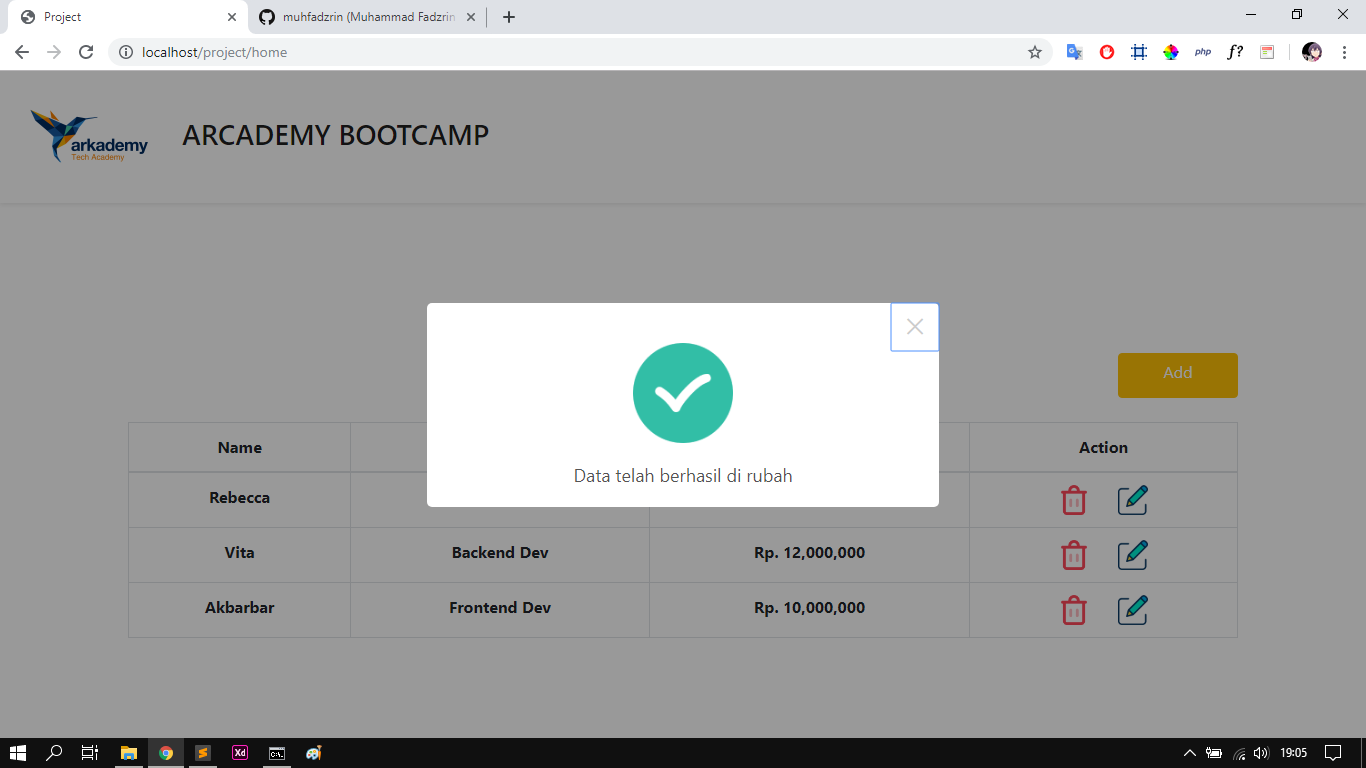 Project
muhfadzrin (Muhammad Fadzrin
localhost/project/home
php
f?
arkademy
Tech Academy
ARCADEMY BOOTCAMP
Add
Data telah berhasil di rubah
Name
Action
Rebecca
Vita
Backend Dev
Rp. 12,000,000
Akbarbar
Frontend Dev
Rp. 10,000,000
Xd
C:\.
19:05